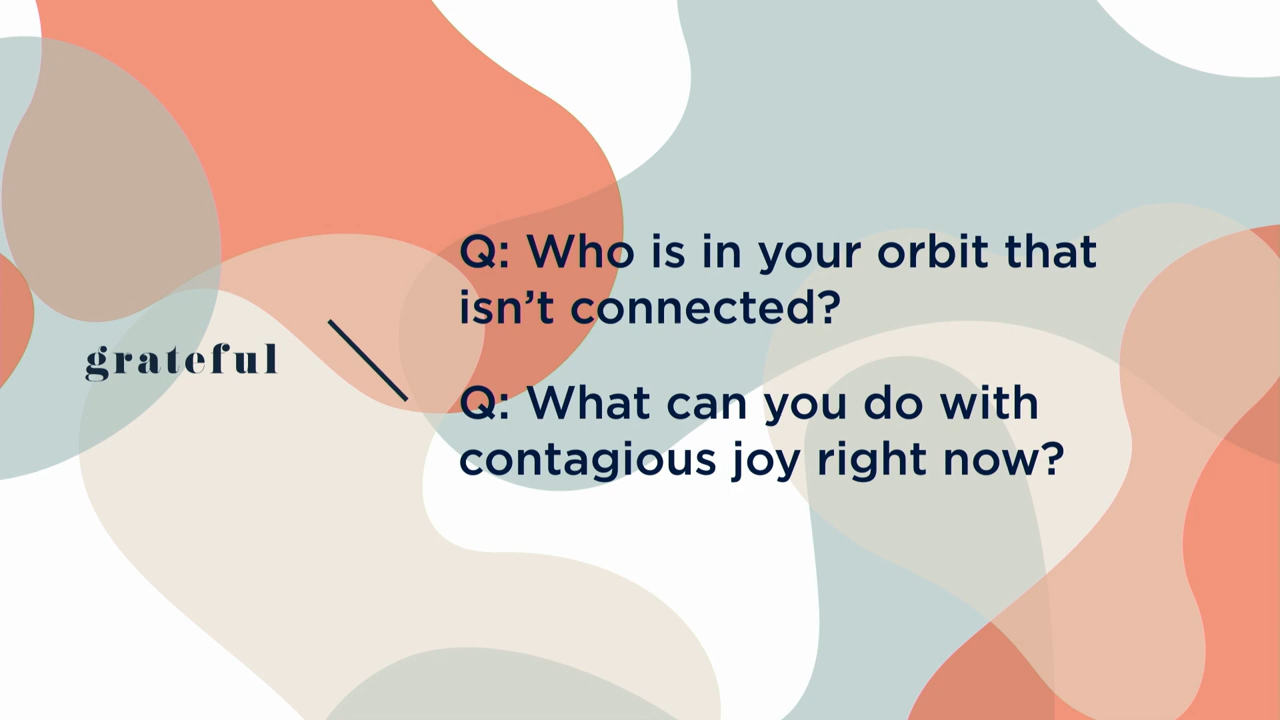 grateful
Q: Who is in your orbit that
isn’t connected?
Q: What can you do with
contagious joy right now?